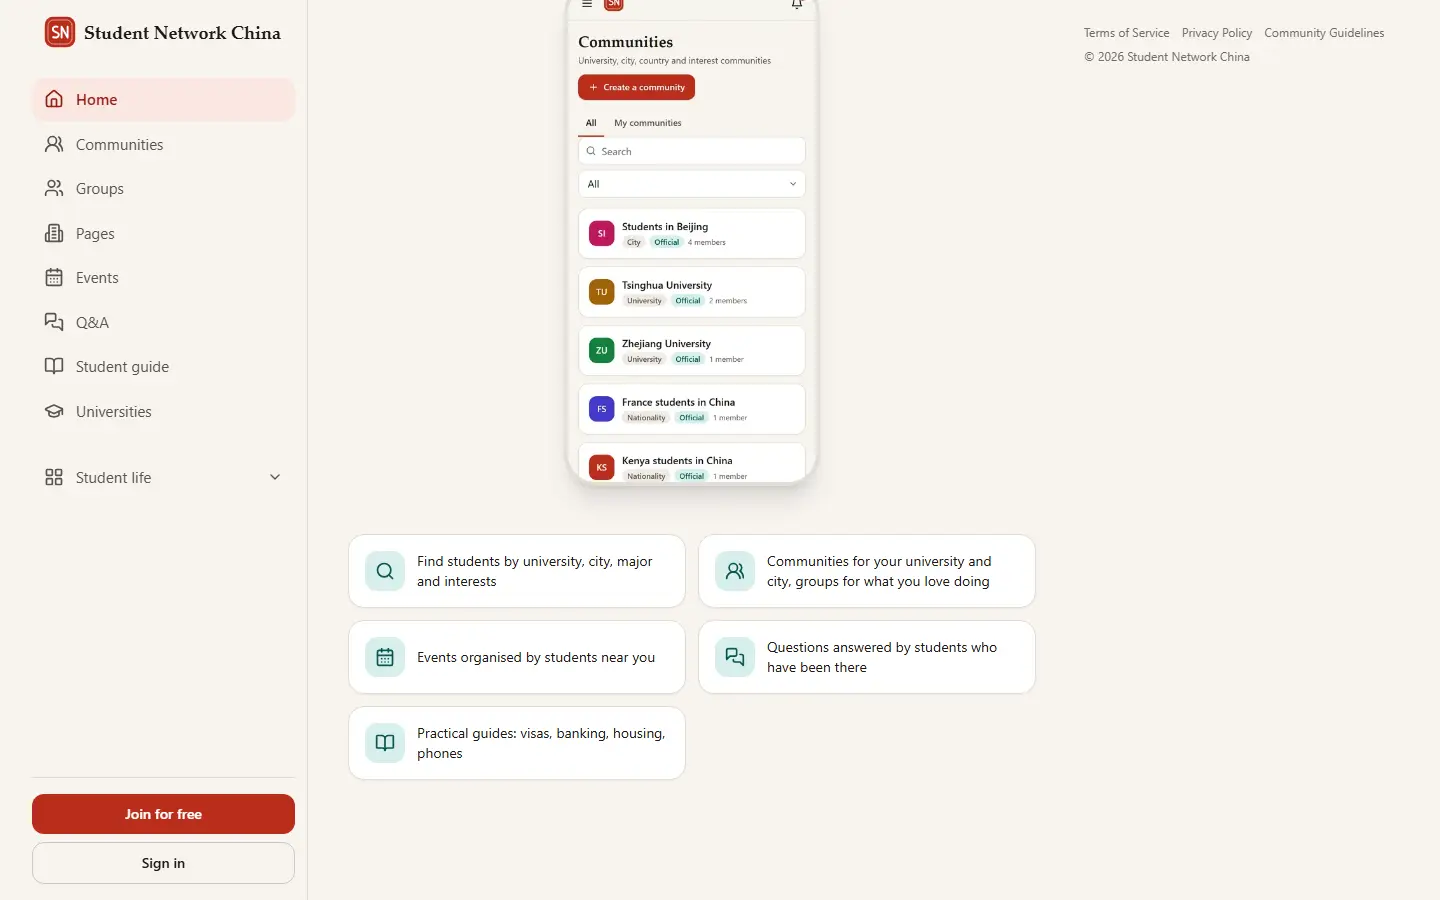 SN Student Network China
Home
Communities
Groups
Pages
Events
Q&A
Student guide
Universities
Student life
Join for free
Sign in
SN
Communities
University, city, country and interest communities
+ Create a community
All My communities
Search
All
SI Students in Beijing
City Official 4 members
TU Tsinghua University
University Official 2 members
ZU Zhejiang University
University Official 1 member
FS France students in China
Nationality Official 1 member
KS Kenya students in China
Nationality Official 1 member
Find students by university, city, major
and interests
Communities for your university and
city, groups for what you love doing
Events organised by students near you
Questions answered by students who
have been there
Practical guides: visas, banking, housing,
phones
Terms of Service Privacy Policy Community Guidelines
© 2026 Student Network China